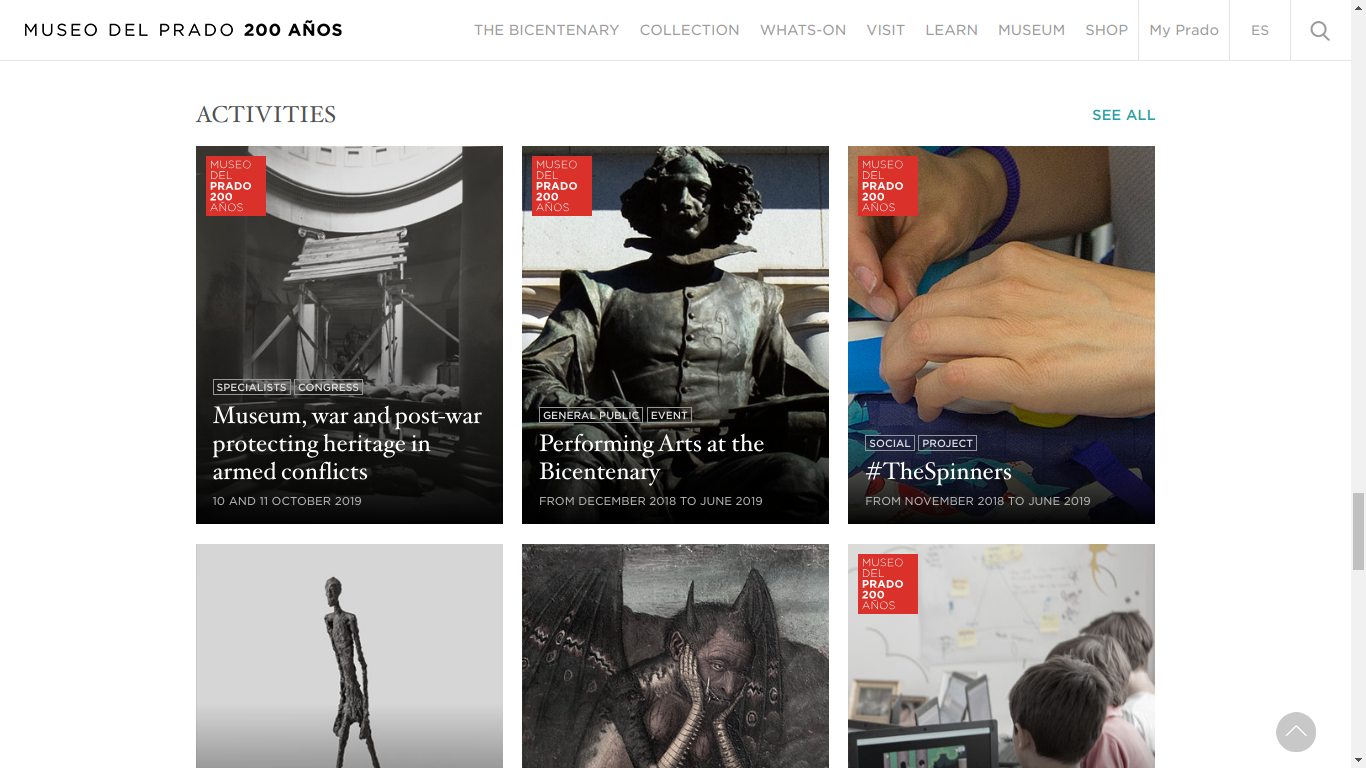 MUSEO DEL PRADO 200 AÑOS
THE BICENTENARY
COLLECTION
WHATS-ON
VISIT
LEARN
MUSEUM
SHOP
My Prado
ES
ACTIVITIES
SEE ALL
MUSEO
DEL
PRADO
200
AÑOS
SPECIALISTS
CONGRESS
Museum, war and post-war
protecting heritage in
armed conflicts
10 AND 11 OCTOBER 2019
MUSEO
DEL
PRADO
200
AÑOS
GENERAL PUBLIC
EVENT
Performing Arts at the
Bicentenary
FROM DECEMBER 2018 TO JUNE 2019
MUSEO
DEL
PRADO
200
AÑOS
SOCIAL
PROJECT
#TheSpinners
FROM NOVEMBER 2018 TO JUNE 2019
MUSEO
DEL
PRADO
200
AÑOS